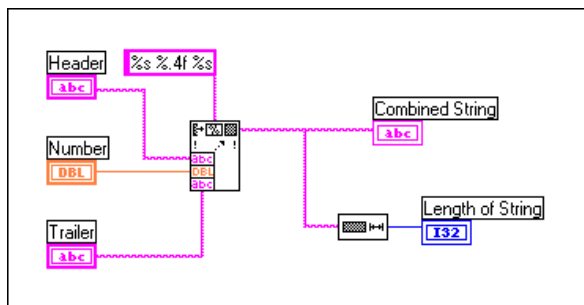 Header
%s %.4f %s
abc
Combined String
abc
Number
% 
! !
abc
DBL
DBL
abc
Length of String
I32
Trailer
abc